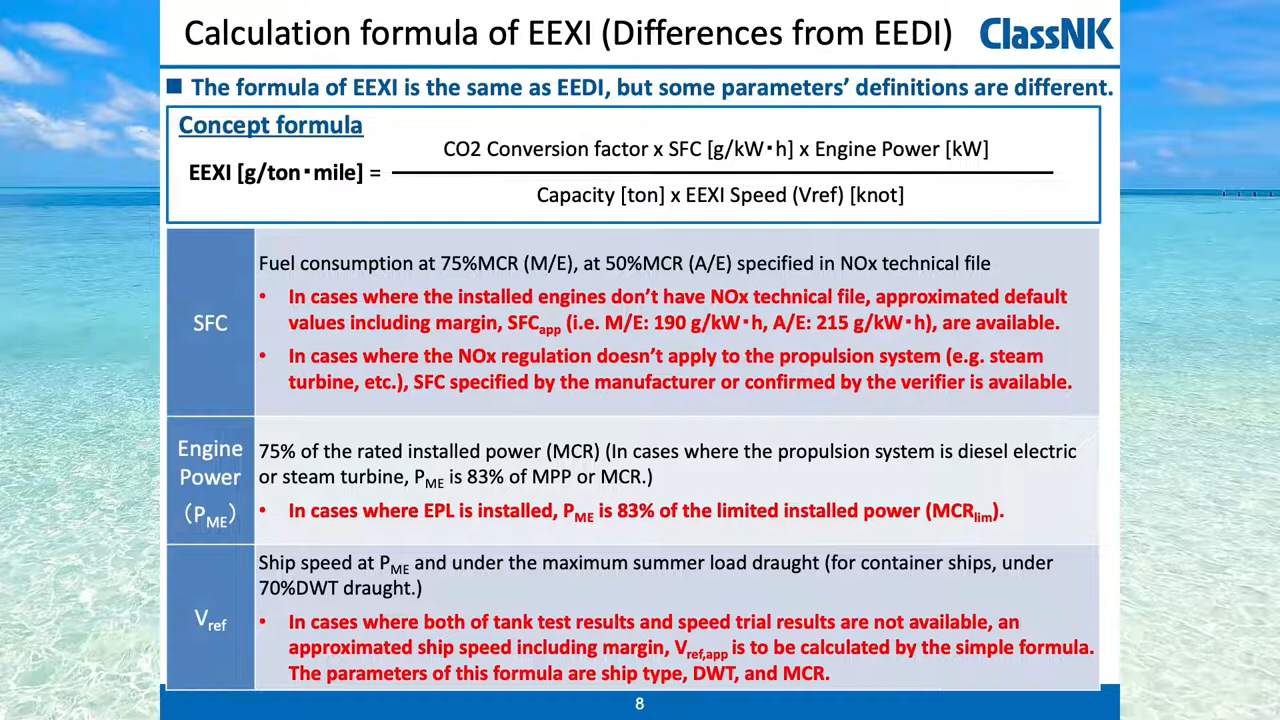 Calculation formula of EEXI (Differences from EEDI)
ClassNK
■ The formula of EEXI is the same as EEDI, but some parameters' definitions are different.
Concept formula
EEXI [g/ton・mile] =
CO2 Conversion factor x SFC [g/kW・h] x Engine Power [kW]
Capacity [ton] x EEXI Speed (Vref) [knot]
SFC
Fuel consumption at 75%MCR (M/E), at 50%MCR (A/E) specified in NOx technical file
• In cases where the installed engines don't have NOx technical file, approximated default
values including margin, SFCapp (i.e. M/E: 190 g/kW・h, A/E: 215 g/kW・h), are available.
• In cases where the NOx regulation doesn't apply to the propulsion system (e.g. steam
turbine, etc.), SFC specified by the manufacturer or confirmed by the verifier is available.
Engine
Power
（PME）
75% of the rated installed power (MCR) (In cases where the propulsion system is diesel electric
or steam turbine, PME is 83% of MPP or MCR.)
• In cases where EPL is installed, PME is 83% of the limited installed power (MCRlim).
Vref
Ship speed at PME and under the maximum summer load draught (for container ships, under
70%DWT draught.)
• In cases where both of tank test results and speed trial results are not available, an
approximated ship speed including margin, Vref,app is to be calculated by the simple formula.
The parameters of this formula are ship type, DWT, and MCR.
8